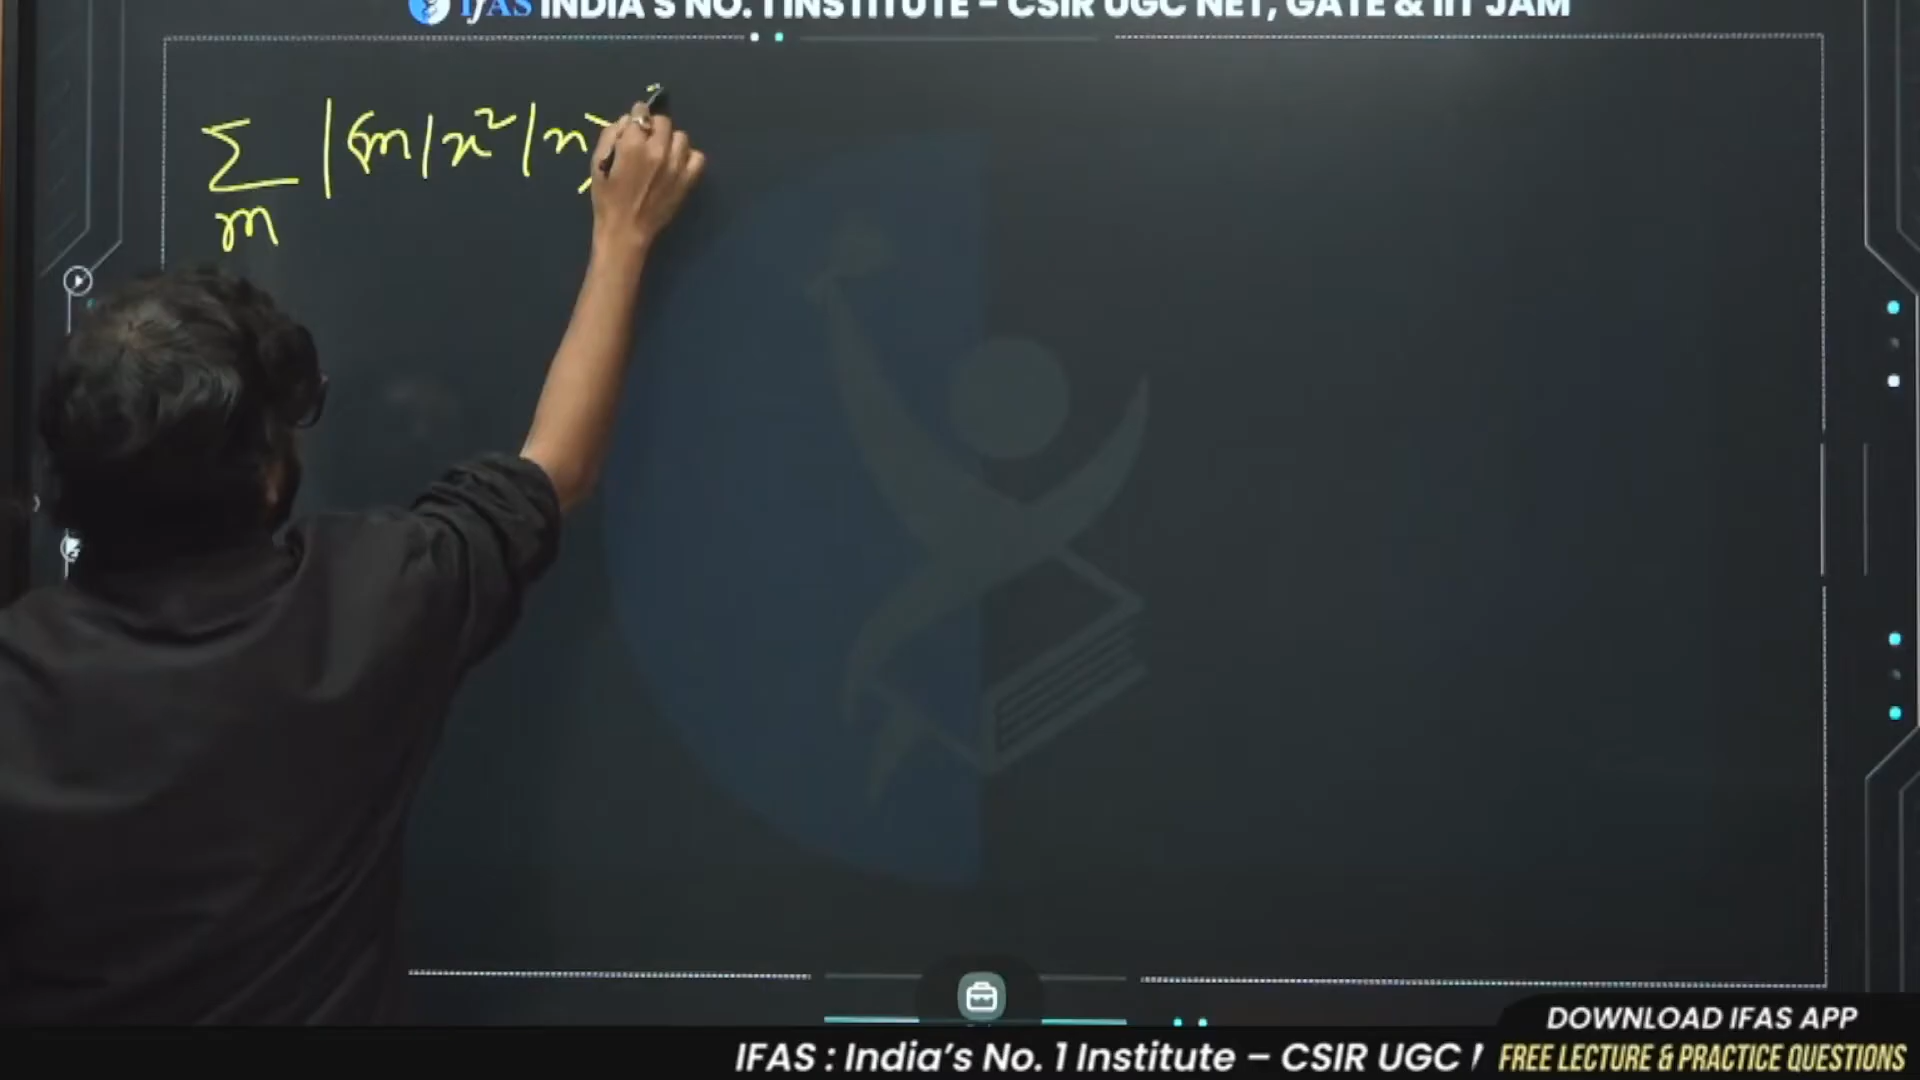 IFAS INDIA'S NO. 1 INSTITUTE - CSIR UGC NET, GATE & IIT JAM
∑ |⟨m|x²|n⟩
m
DOWNLOAD IFAS APP
IFAS : India's No. 1 Institute – CSIR UGC
FREE LECTURE & PRACTICE QUESTIONS